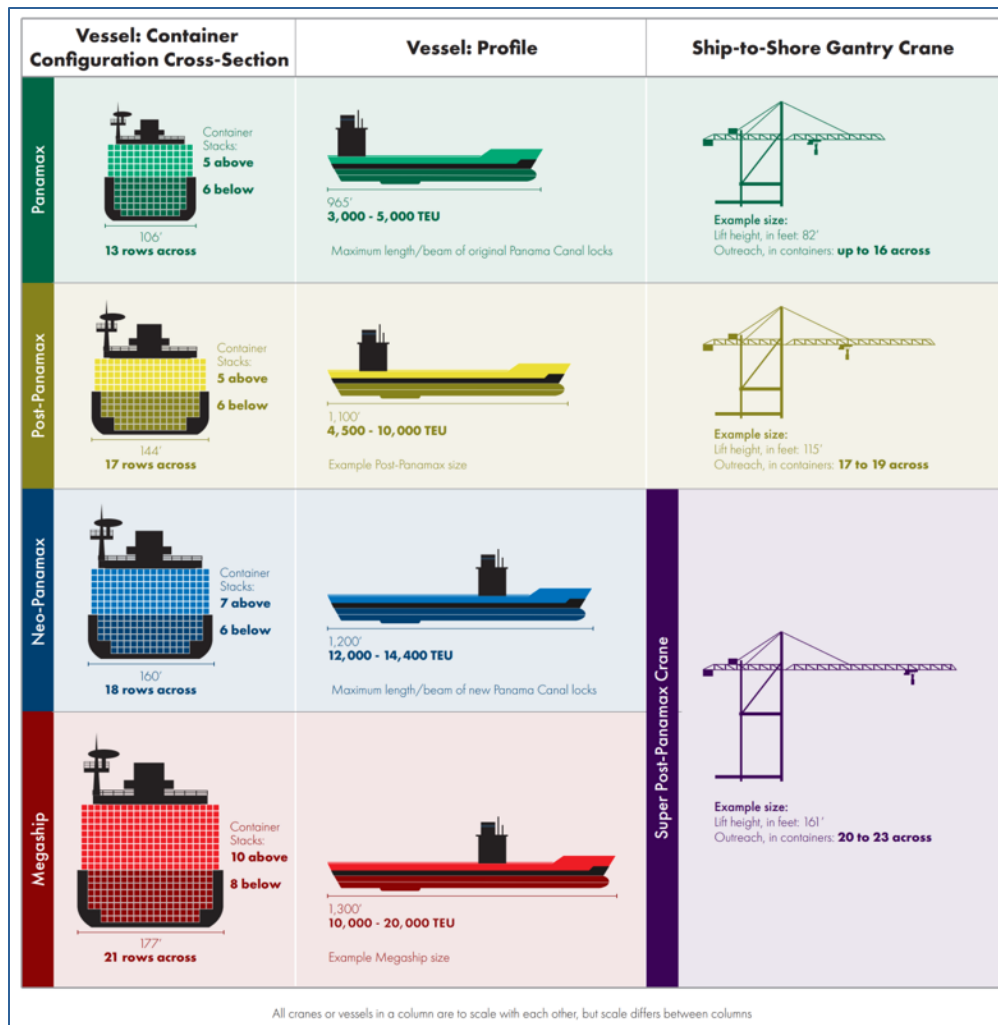 Vessel: Container
Configuration Cross-Section
Vessel: Profile
Ship-to-Shore Gantry Crane
Panamax
Container
Stacks:
5 above
6 below
106'
13 rows across
965'
3,000 - 5,000 TEU
Maximum length/beam of original Panama Canal locks
Example size:
Lift height, in feet: 82'
Outreach, in containers: up to 16 across
Post-Panamax
Container
Stacks:
5 above
6 below
144'
17 rows across
1,100'
4,500 - 10,000 TEU
Example Post-Panamax size
Example size:
Lift height, in feet: 115'
Outreach, in containers: 17 to 19 across
Neo-Panamax
Container
Stacks:
7 above
6 below
160'
18 rows across
1,200'
12,000 - 14,400 TEU
Maximum length/beam of new Panama Canal locks
Megaship
Container
Stacks:
10 above
8 below
177'
21 rows across
1,300'
10,000 - 20,000 TEU
Example Megaship size
Super Post-Panamax Crane
Example size:
Lift height, in feet: 161'
Outreach, in containers: 20 to 23 across
All cranes or vessels in a column are to scale with each other, but scale differs between columns